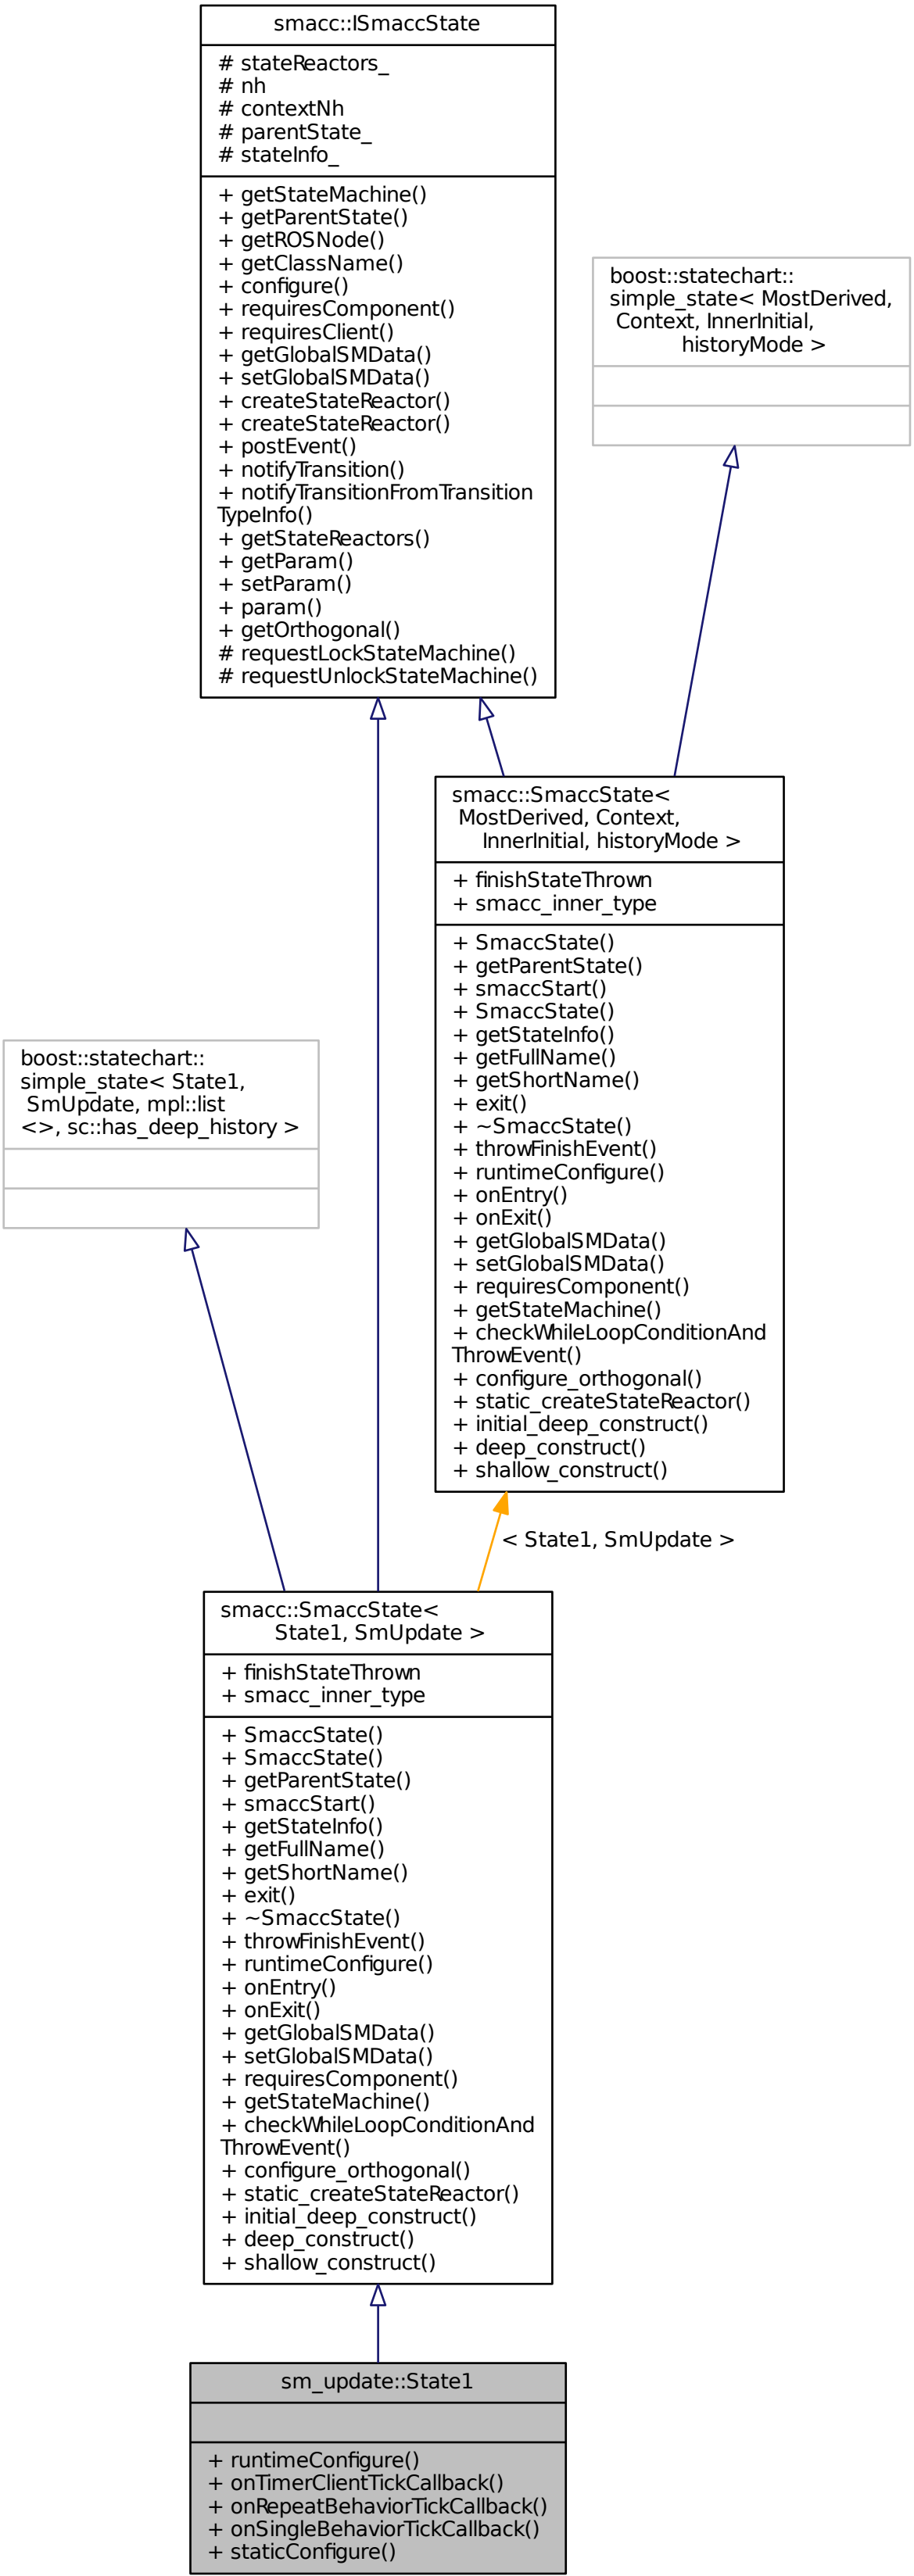 smacc::ISmaccState
# stateReactors_
# nh
# contextNh
# parentState_
# stateInfo_
+ getStateMachine()
+ getParentState()
+ getROSNode()
+ getClassName()
+ configure()
+ requiresComponent()
+ requiresClient()
+ getGlobalSMData()
+ setGlobalSMData()
+ createStateReactor()
+ createStateReactor()
+ postEvent()
+ notifyTransition()
+ notifyTransitionFromTransition
TypeInfo()
+ getStateReactors()
+ getParam()
+ setParam()
+ param()
+ getOrthogonal()
# requestLockStateMachine()
# requestUnlockStateMachine()
boost::statechart::
simple_state< MostDerived,
Context, InnerInitial,
historyMode >
smacc::SmaccState<
MostDerived, Context,
InnerInitial, historyMode >
+ finishStateThrown
+ smacc_inner_type
+ SmaccState()
+ getParentState()
+ smaccStart()
+ SmaccState()
+ getStateInfo()
+ getFullName()
+ getShortName()
+ exit()
+ ~SmaccState()
+ throwFinishEvent()
+ runtimeConfigure()
+ onEntry()
+ onExit()
+ getGlobalSMData()
+ setGlobalSMData()
+ requiresComponent()
+ getStateMachine()
+ checkWhileLoopConditionAnd
ThrowEvent()
+ configure_orthogonal()
+ static_createStateReactor()
+ initial_deep_construct()
+ deep_construct()
+ shallow_construct()
boost::statechart::
simple_state< State1,
SmUpdate, mpl::list
<>, sc::has_deep_history >
< State1, SmUpdate >
smacc::SmaccState<
State1, SmUpdate >
+ finishStateThrown
+ smacc_inner_type
+ SmaccState()
+ SmaccState()
+ getParentState()
+ smaccStart()
+ getStateInfo()
+ getFullName()
+ getShortName()
+ exit()
+ ~SmaccState()
+ throwFinishEvent()
+ runtimeConfigure()
+ onEntry()
+ onExit()
+ getGlobalSMData()
+ setGlobalSMData()
+ requiresComponent()
+ getStateMachine()
+ checkWhileLoopConditionAnd
ThrowEvent()
+ configure_orthogonal()
+ static_createStateReactor()
+ initial_deep_construct()
+ deep_construct()
+ shallow_construct()
sm_update::State1
+ runtimeConfigure()
+ onTimerClientTickCallback()
+ onRepeatBehaviorTickCallback()
+ onSingleBehaviorTickCallback()
+ staticConfigure()